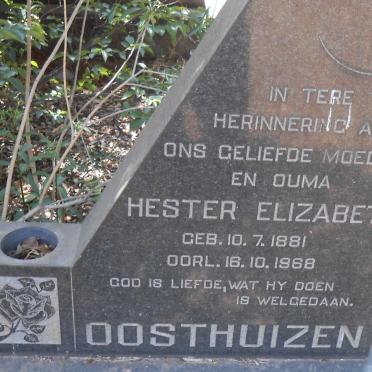 IN TERE
HERINNERING A
ONS GELIEFDE MOED
EN OUMA
HESTER ELIZABET
GEB. 10. 7. 1881
OORL. 16. 10. 1968
GOD IS LIEFDE, WAT HY DOEN
IS WELGEDAAN.
OOSTHUIZEN